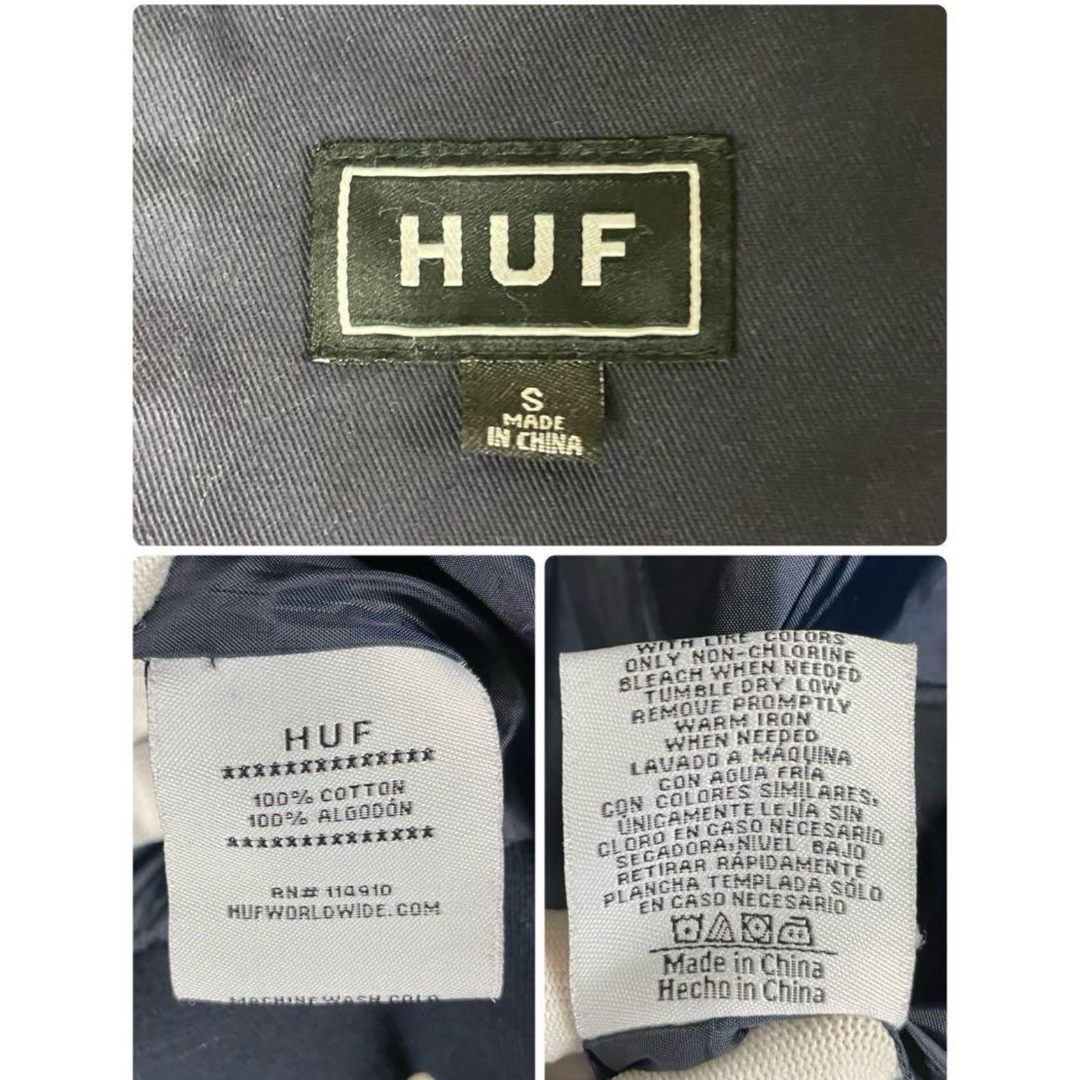 HUF
S
MADE
IN CHINA
HUF
××××××××××××××
100% COTTON
100% ALGODÓN
××××××××××××××
RN# 114910
HUFWORLDWIDE.COM
MACHINE WASH COLD
WITH LIKE COLORS
ONLY NON-CHLORINE
BLEACH WHEN NEEDED
TUMBLE DRY LOW
REMOVE PROMPTLY
WARM IRON
WHEN NEEDED
LAVADO A MÁQUINA
CON AGUA FRÍA
CON COLORES SIMILARES.
ÚNICAMENTE LEJÍA SIN
CLORO EN CASO NECESARIO
SECADORA,NIVEL BAJO
RETIRAR RÁPIDAMENTE
PLANCHA TEMPLADA SÓLO
EN CASO NECESARIO
Made in China
Hecho in China